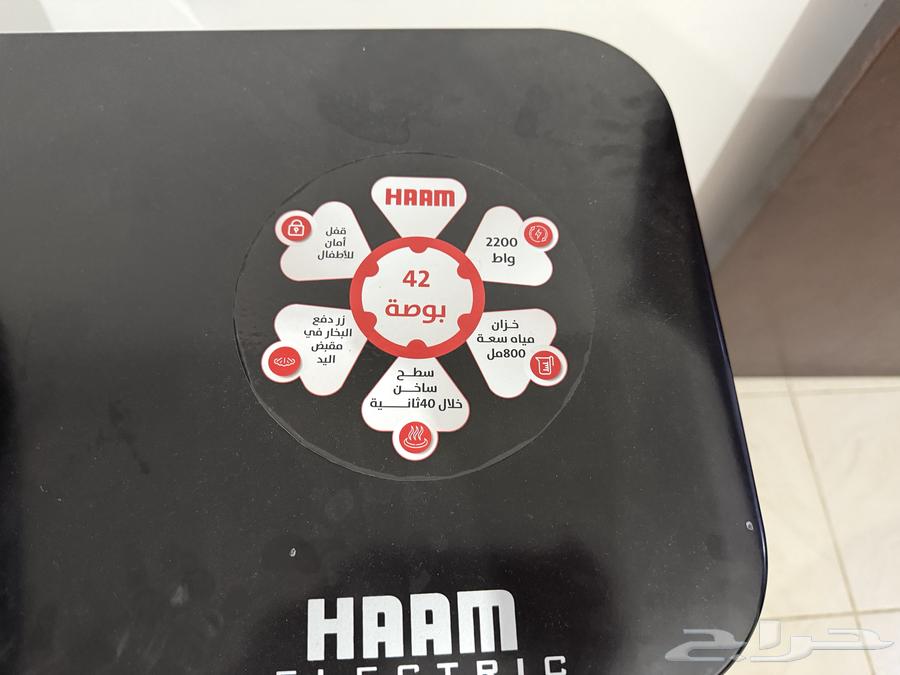 HAAM
2200
واط
خزان
مياه سعة
800مل
سطح
ساخن
خلال 40ثانية
زر دفع
البخار في
مقبض
اليد
قفل
أمان
للأطفال
42
بوصة
HAAM
ELECTRIC
حراج